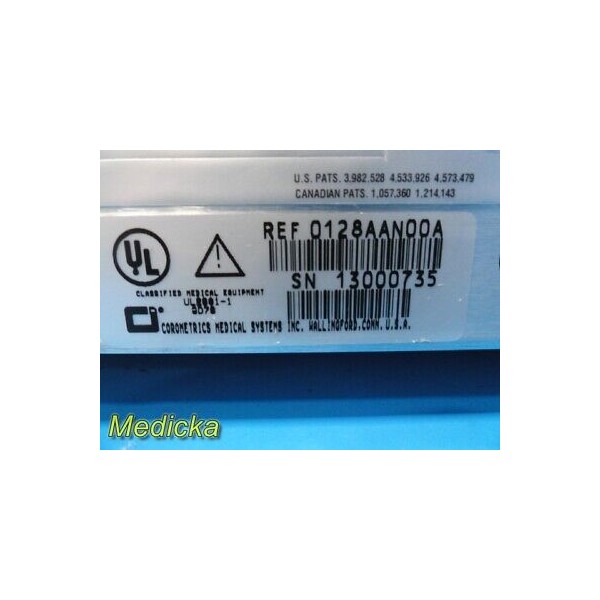 U.S. PATS. 3,982,528 4,533,926 4,573,479
CANADIAN PATS. 1,057,360 1,214,143
REF 0128AAN00A
UL
SN 13000735
CLASSIFIED MEDICAL EQUIPMENT
COROMETRICS MEDICAL SYSTEMS INC. WALLINGFORD.CONN.U.S.A.
Medicka